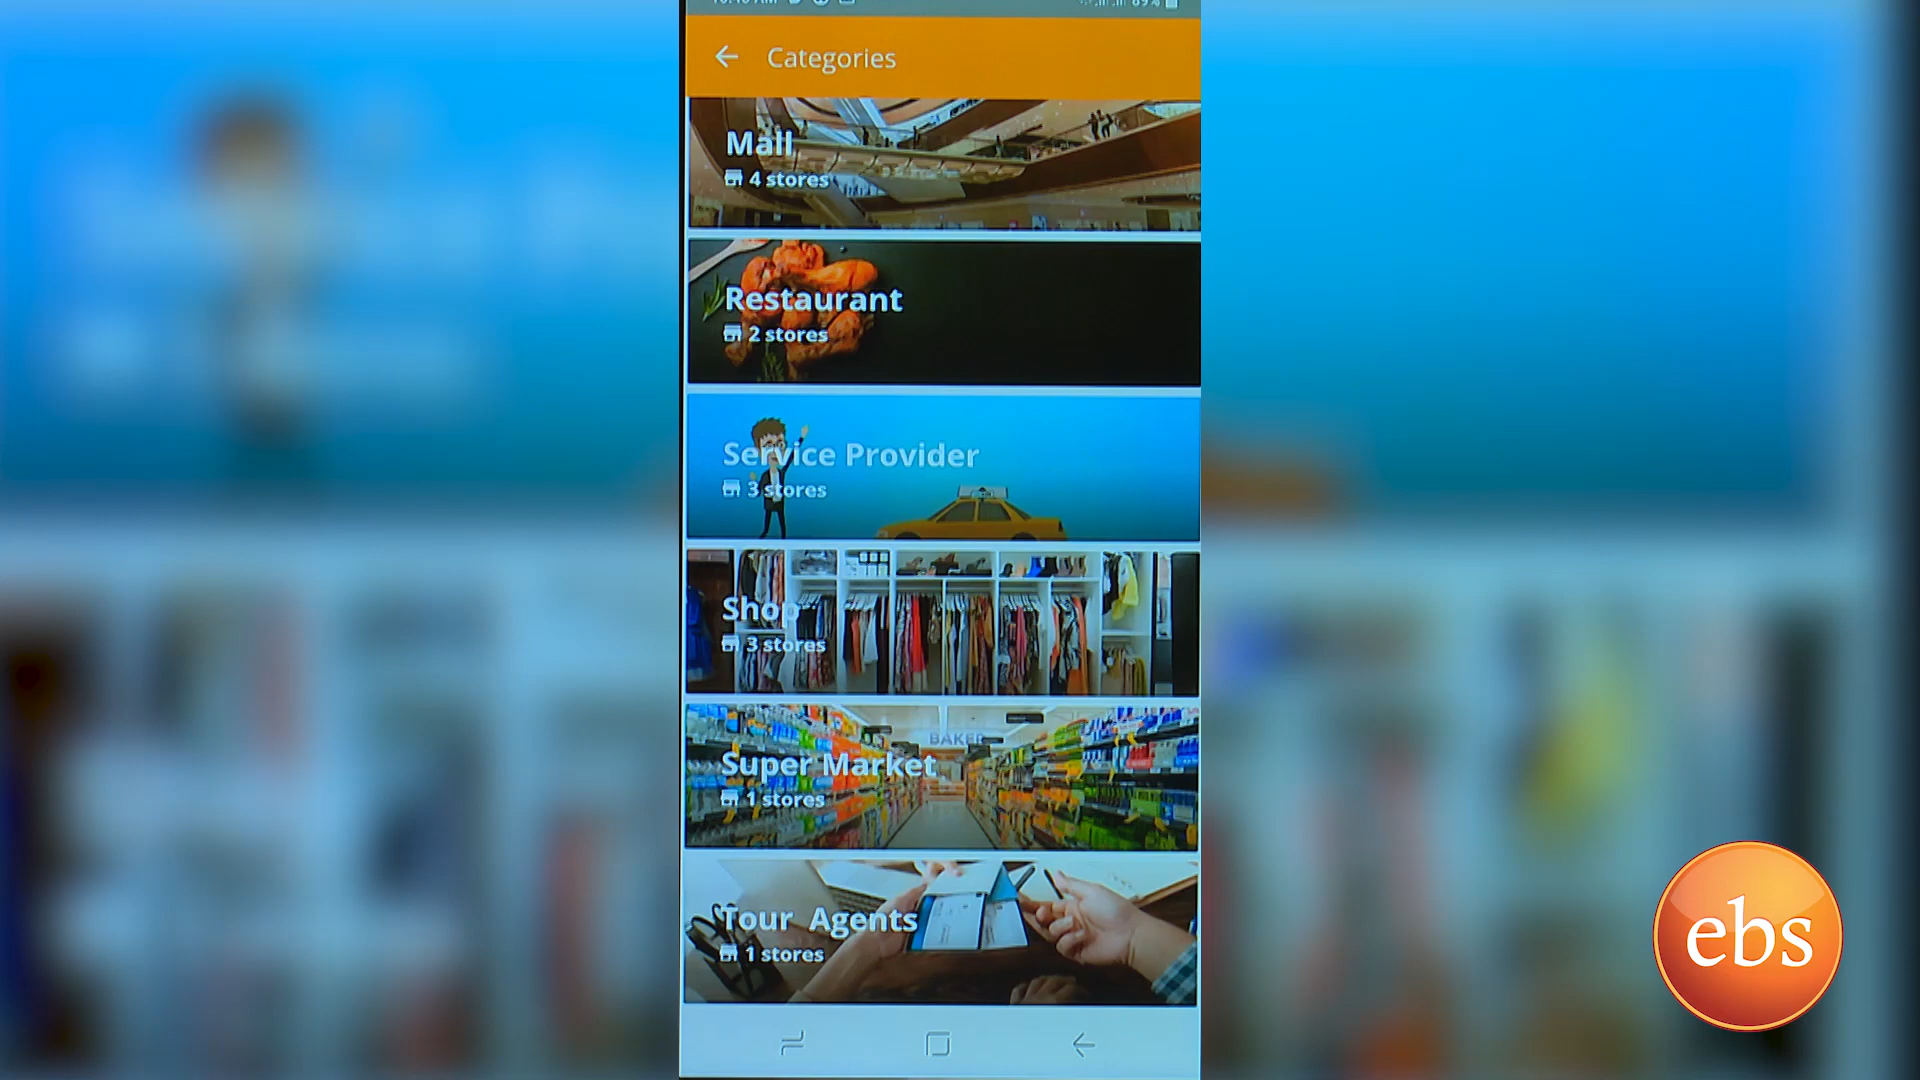 Categories
Mall
4 stores
Restaurant
2 stores
Service Provider
3 stores
Shop
3 stores
BAKER
Super Market
1 stores
Tour Agents
1 stores
ebs